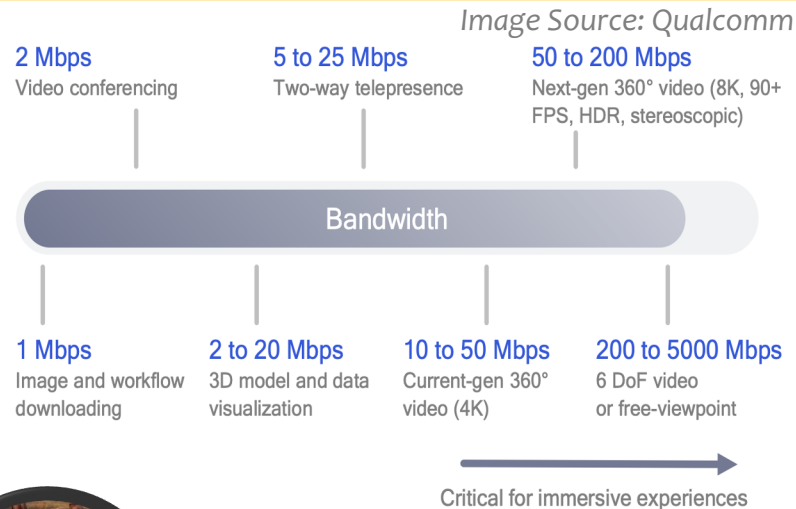 Image Source: Qualcomm
2 Mbps
Video conferencing
5 to 25 Mbps
Two-way telepresence
50 to 200 Mbps
Next-gen 360° video (8K, 90+
FPS, HDR, stereoscopic)
Bandwidth
1 Mbps
Image and workflow
downloading
2 to 20 Mbps
3D model and data
visualization
10 to 50 Mbps
Current-gen 360°
video (4K)
200 to 5000 Mbps
6 DoF video
or free-viewpoint
Critical for immersive experiences